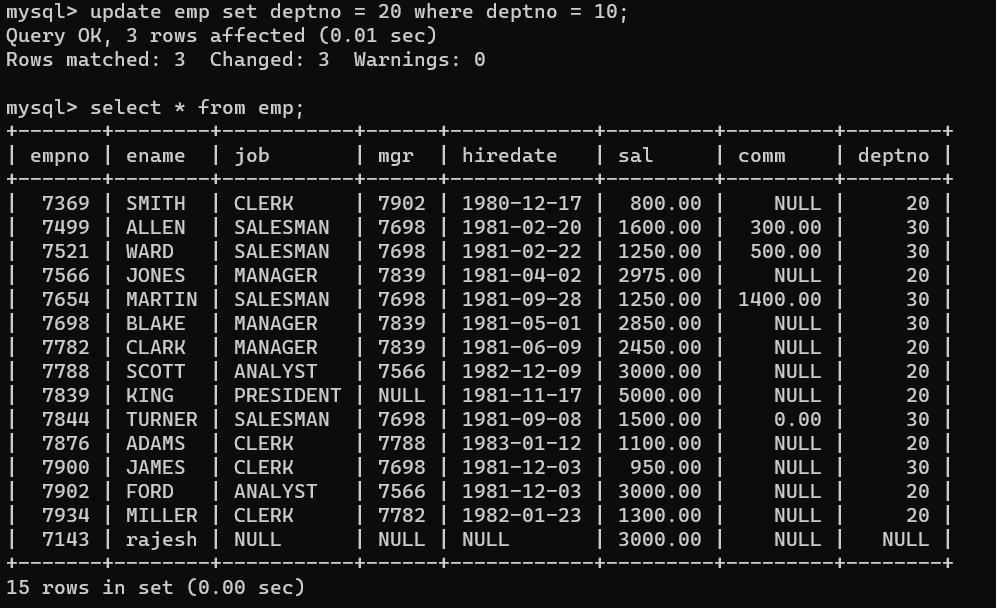 mysql> update emp set deptno = 20 where deptno = 10;
Query OK, 3 rows affected (0.01 sec)
Rows matched: 3  Changed: 3  Warnings: 0

mysql> select * from emp;
+-------+--------+-----------+------+------------+---------+---------+--------+
| empno | ename  | job       | mgr  | hiredate   | sal     | comm    | deptno |
+-------+--------+-----------+------+------------+---------+---------+--------+
|  7369 | SMITH  | CLERK     | 7902 | 1980-12-17 |  800.00 |    NULL |     20 |
|  7499 | ALLEN  | SALESMAN  | 7698 | 1981-02-20 | 1600.00 |  300.00 |     30 |
|  7521 | WARD   | SALESMAN  | 7698 | 1981-02-22 | 1250.00 |  500.00 |     30 |
|  7566 | JONES  | MANAGER   | 7839 | 1981-04-02 | 2975.00 |    NULL |     20 |
|  7654 | MARTIN | SALESMAN  | 7698 | 1981-09-28 | 1250.00 | 1400.00 |     30 |
|  7698 | BLAKE  | MANAGER   | 7839 | 1981-05-01 | 2850.00 |    NULL |     30 |
|  7782 | CLARK  | MANAGER   | 7839 | 1981-06-09 | 2450.00 |    NULL |     20 |
|  7788 | SCOTT  | ANALYST   | 7566 | 1982-12-09 | 3000.00 |    NULL |     20 |
|  7839 | KING   | PRESIDENT | NULL | 1981-11-17 | 5000.00 |    NULL |     20 |
|  7844 | TURNER | SALESMAN  | 7698 | 1981-09-08 | 1500.00 |    0.00 |     30 |
|  7876 | ADAMS  | CLERK     | 7788 | 1983-01-12 | 1100.00 |    NULL |     20 |
|  7900 | JAMES  | CLERK     | 7698 | 1981-12-03 |  950.00 |    NULL |     30 |
|  7902 | FORD   | ANALYST   | 7566 | 1981-12-03 | 3000.00 |    NULL |     20 |
|  7934 | MILLER | CLERK     | 7782 | 1982-01-23 | 1300.00 |    NULL |     20 |
|  7143 | rajesh | NULL      | NULL | NULL       | 3000.00 |    NULL |   NULL |
+-------+--------+-----------+------+------------+---------+---------+--------+
15 rows in set (0.00 sec)